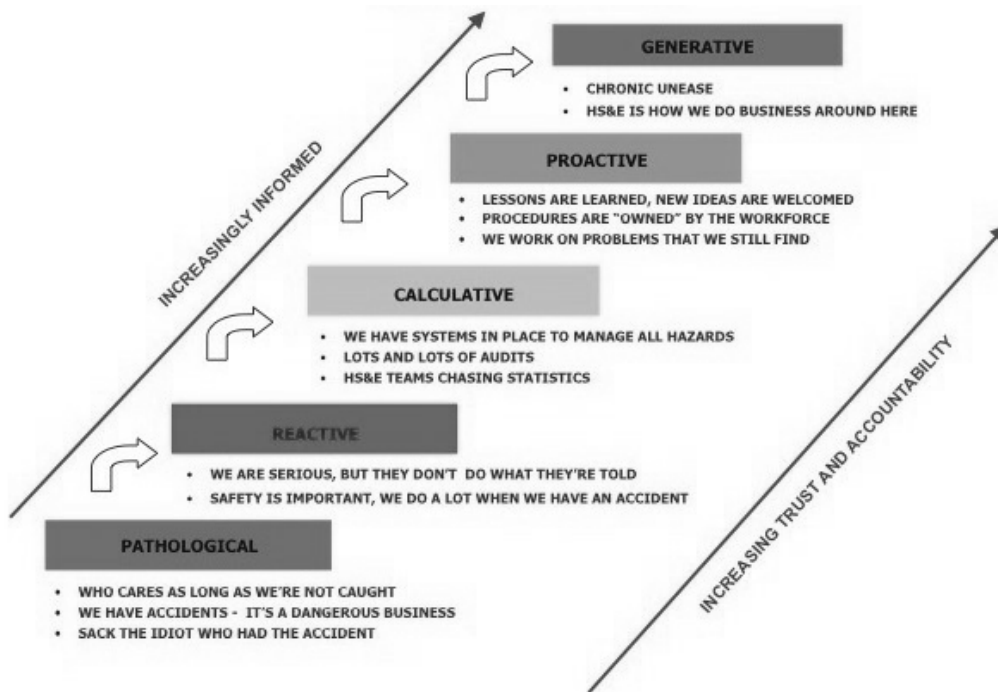 GENERATIVE
• CHRONIC UNEASE
• HS&E IS HOW WE DO BUSINESS AROUND HERE
PROACTIVE
• LESSONS ARE LEARNED, NEW IDEAS ARE WELCOMED
• PROCEDURES ARE “OWNED” BY THE WORKFORCE
• WE WORK ON PROBLEMS THAT WE STILL FIND
CALCULATIVE
• WE HAVE SYSTEMS IN PLACE TO MANAGE ALL HAZARDS
• LOTS AND LOTS OF AUDITS
• HS&E TEAMS CHASING STATISTICS
REACTIVE
• WE ARE SERIOUS, BUT THEY DON’T DO WHAT THEY’RE TOLD
• SAFETY IS IMPORTANT, WE DO A LOT WHEN WE HAVE AN ACCIDENT
PATHOLOGICAL
• WHO CARES AS LONG AS WE’RE NOT CAUGHT
• WE HAVE ACCIDENTS - IT’S A DANGEROUS BUSINESS
• SACK THE IDIOT WHO HAD THE ACCIDENT
INCREASINGLY INFORMED
INCREASING TRUST AND ACCOUNTABILITY